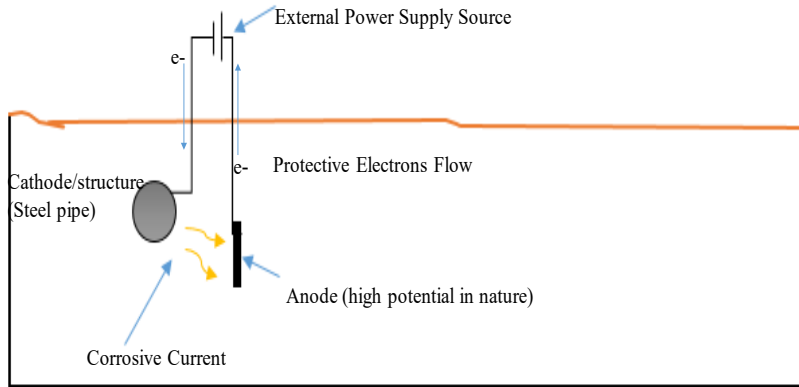 External Power Supply Source
e-
e-
Protective Electrons Flow
Cathode/structure
(Steel pipe)
Anode (high potential in nature)
Corrosive Current